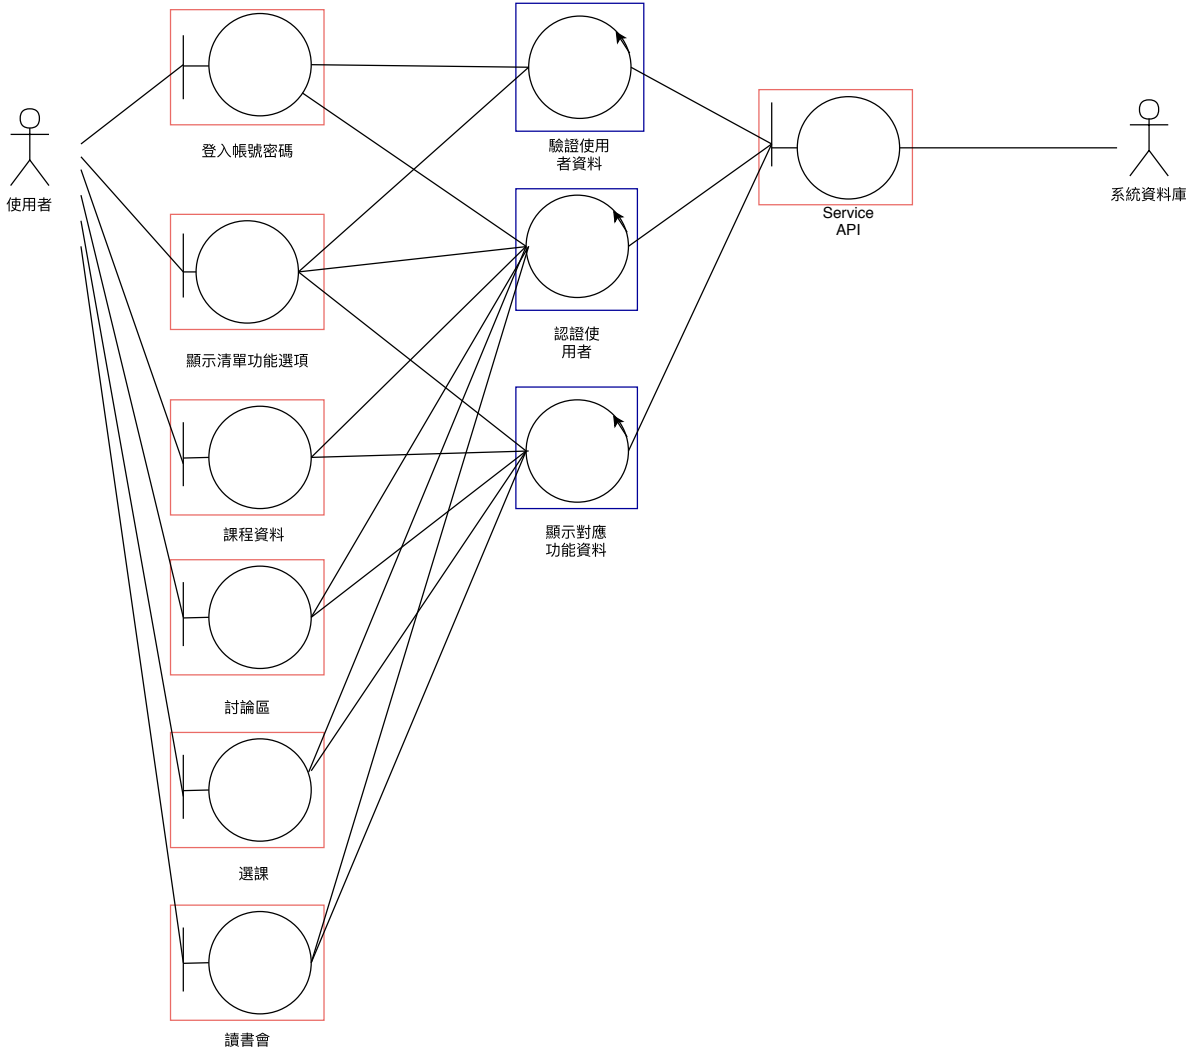 使用者
登入帳號密碼
顯示清單功能選項
課程資料
討論區
選課
讀書會
驗證使用
者資料
認證使
用者
顯示對應
功能資料
Service
API
系統資料庫